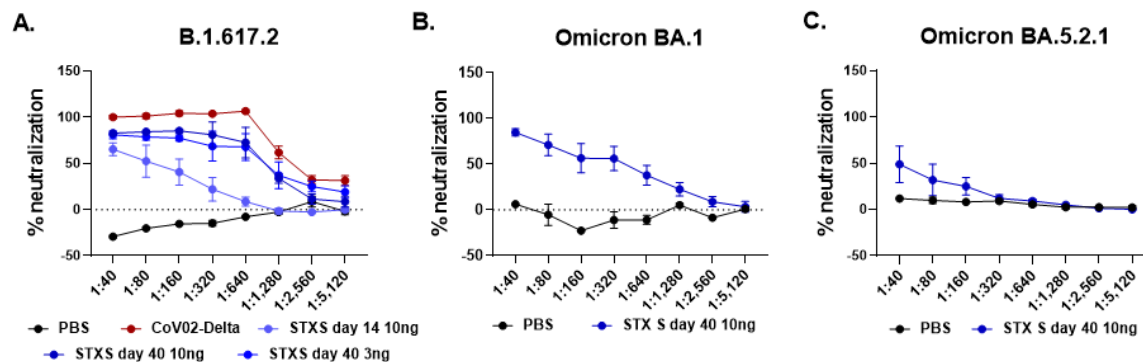 A.
B.1.617.2
% neutralization
150
100
50
0
-50
1:40
1:80
1:160
1:320
1:640
1:1,280
1:2,560
1:5,120
PBS
CoV02-Delta
STXS day 14 10ng
STXS day 40 10ng
STXS day 40 3ng
B.
Omicron BA.1
% neutralization
150
100
50
0
-50
1:40
1:80
1:160
1:320
1:640
1:1,280
1:2,560
1:5,120
PBS
STX S day 40 10ng
C.
Omicron BA.5.2.1
% neutralization
150
100
50
0
-50
1:40
1:80
1:160
1:320
1:640
1:1,280
1:2,560
1:5,120
PBS
STX S day 40 10ng